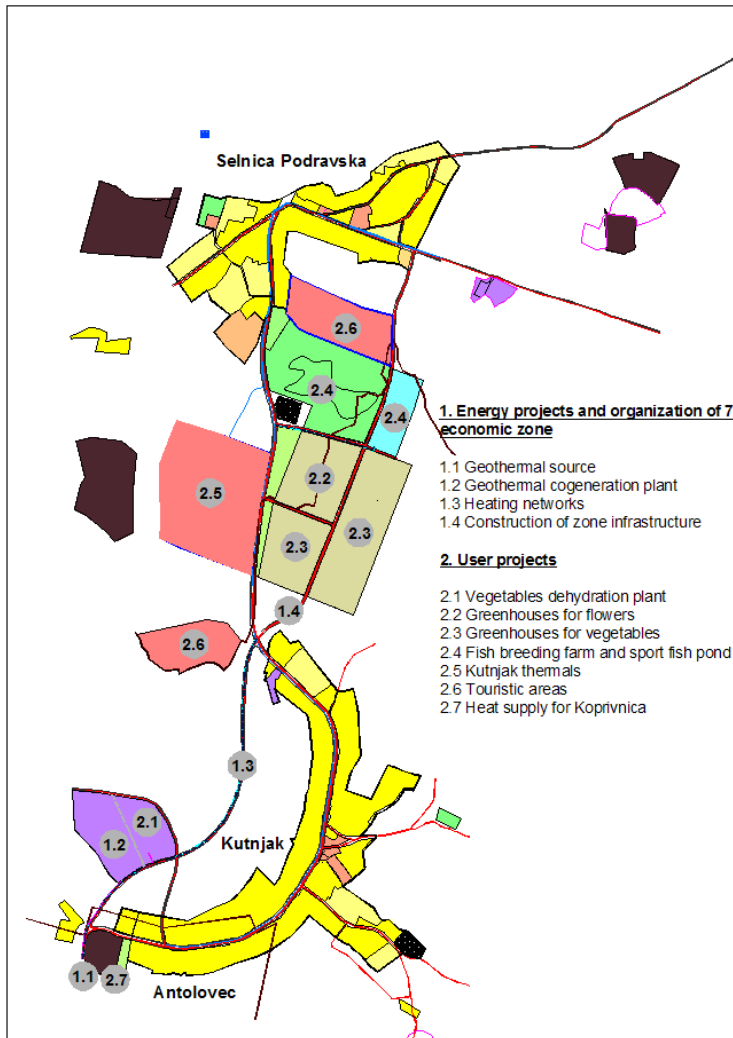 Selnica Podravska
2.6
2.4
2.4
1. Energy projects and organization of 7
economic zone
1.1 Geothermal source
1.2 Geothermal cogeneration plant
1.3 Heating networks
1.4 Construction of zone infrastructure
2.2
2.5
2.3
2.3
2. User projects
2.1 Vegetables dehydration plant
2.2 Greenhouses for flowers
2.3 Greenhouses for vegetables
2.4 Fish breeding farm and sport fish pond
2.5 Kutnjak thermals
2.6 Touristic areas
2.7 Heat supply for Koprivnica
1.4
2.6
1.3
2.1
1.2
Kutnjak
1.1
2.7
Antolovec